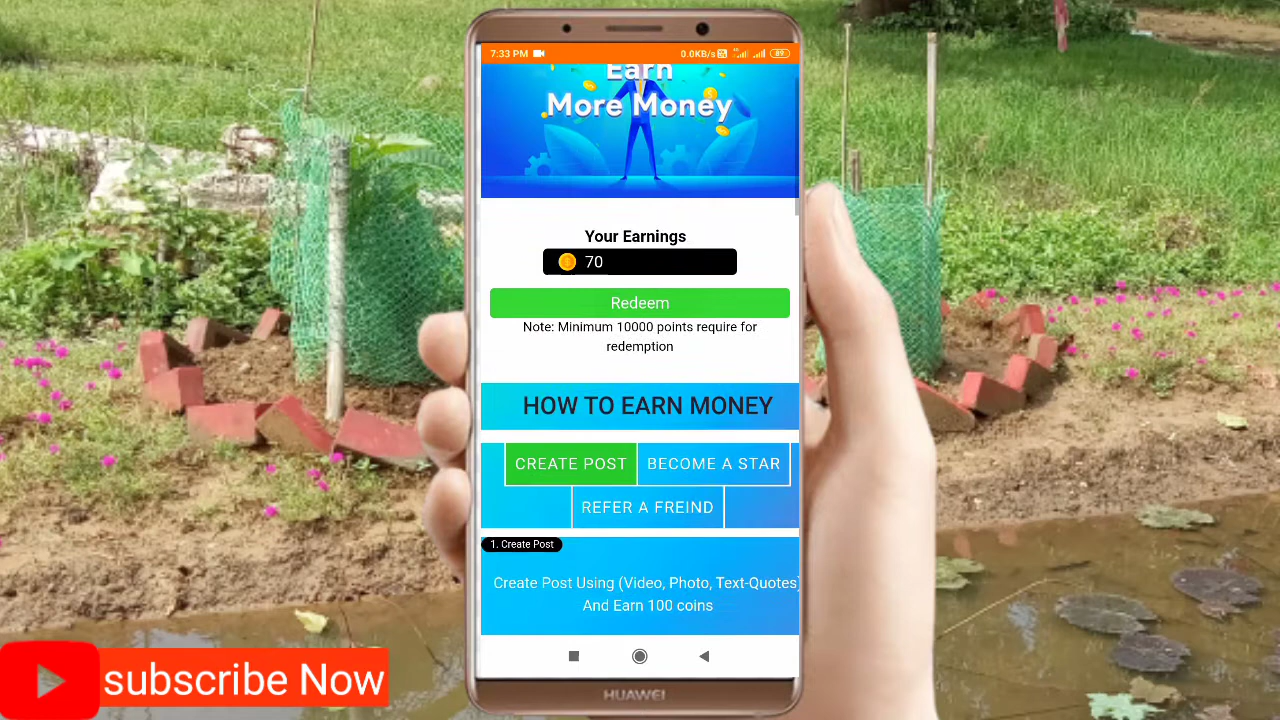 7:33 PM
0.0KB/s
89
Earn
More Money
Your Earnings
70
Redeem
Note: Minimum 10000 points require for
redemption
HOW TO EARN MONEY
CREATE POST
BECOME A STAR
REFER A FREIND
1. Create Post
Create Post Using (Video, Photo, Text-Quotes)
And Earn 100 coins
HUAWEI
subscribe Now